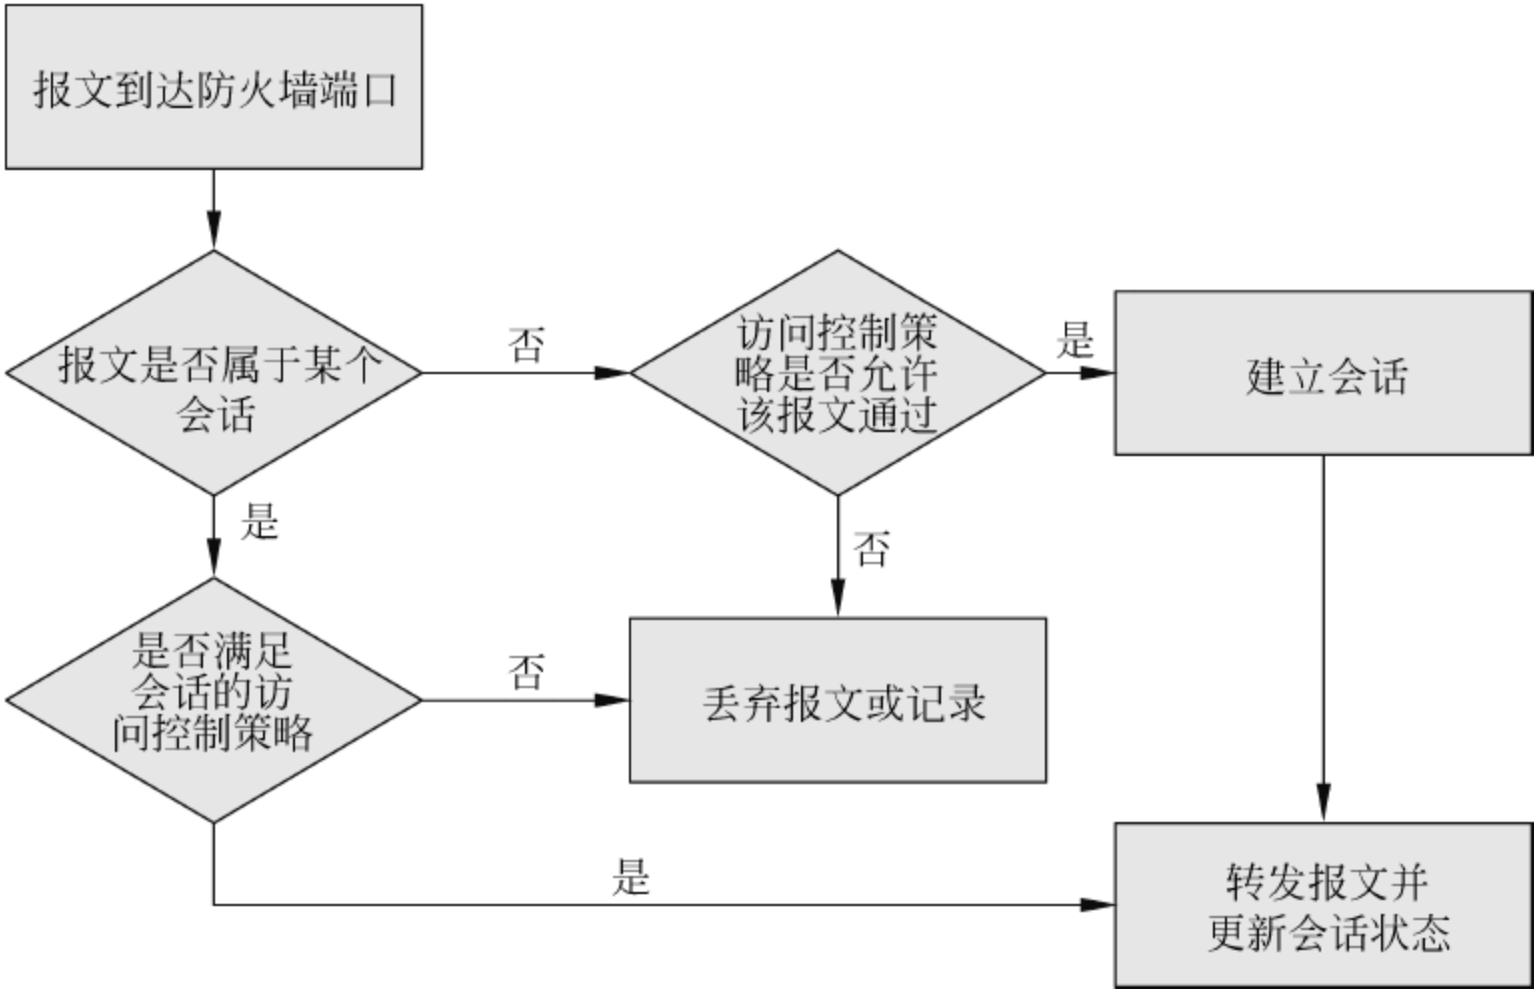 报文到达防火墙端口
报文是否属于某个
会话
否
访问控制策
略是否允许
该报文通过
是
建立会话
是
否
是否满足
会话的访
问控制策略
否
丢弃报文或记录
是
转发报文并
更新会话状态